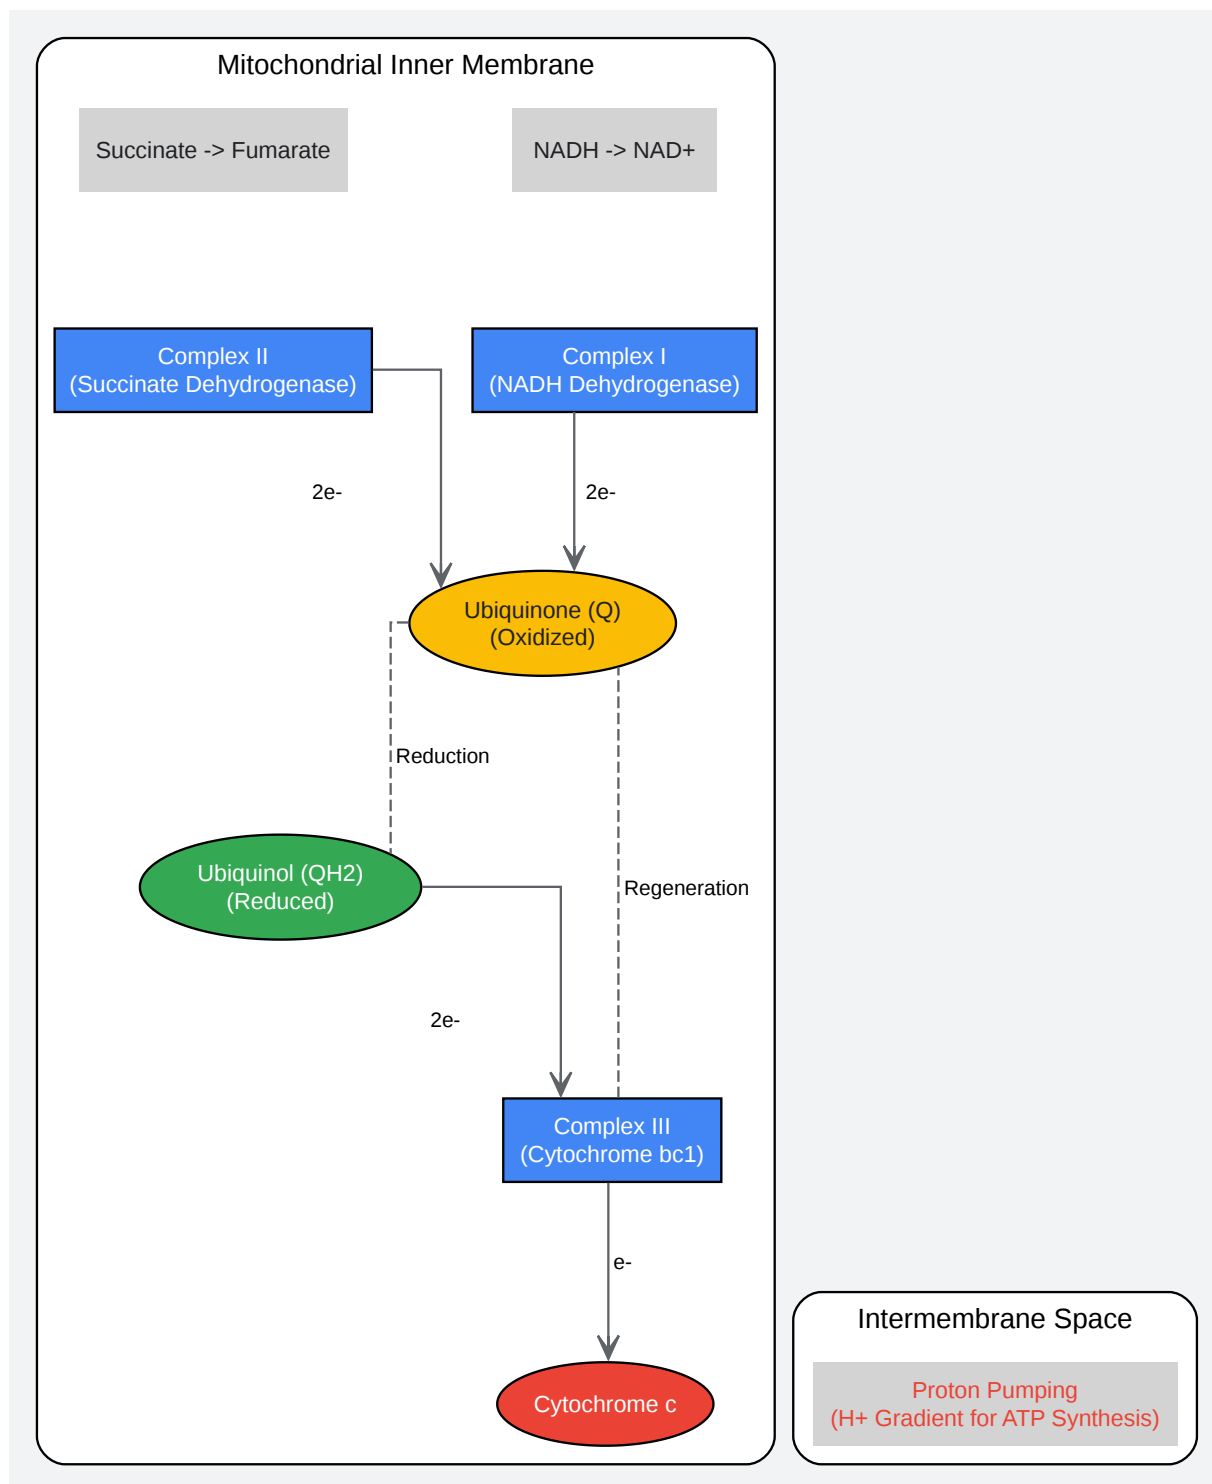 Mitochondrial Inner Membrane
Succinate -> Fumarate
NADH -> NAD+
Complex II
(Succinate Dehydrogenase)
Complex I
(NADH Dehydrogenase)
2e-
2e-
Ubiquinone (Q)
(Oxidized)
Reduction
Ubiquinol (QH2)
(Reduced)
Regeneration
2e-
Complex III
(Cytochrome bc1)
e-
Cytochrome c
Intermembrane Space
Proton Pumping
(H+ Gradient for ATP Synthesis)